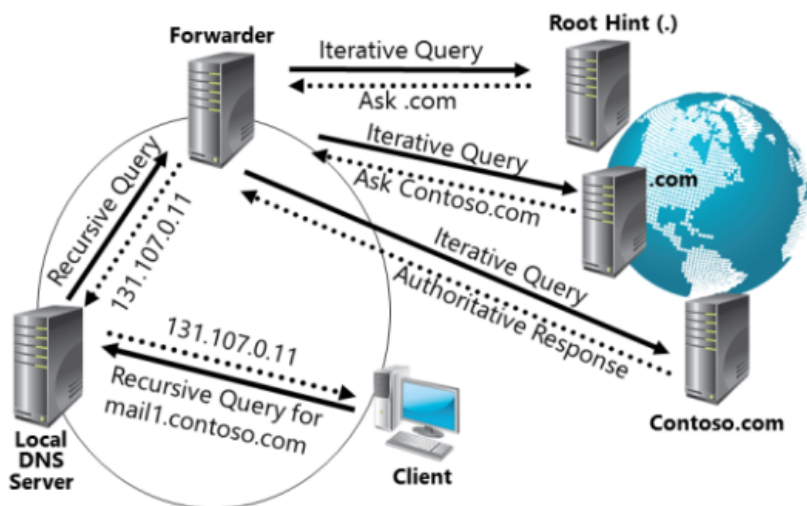 Forwarder
Root Hint (.)
Iterative Query
Ask .com
Iterative Query
Ask Contoso.com
.com
Recursive Query
131.107.0.11
Iterative Query
Authoritative Response
131.107.0.11
Recursive Query for
mail1.contoso.com
Local
DNS
Server
Client
Contoso.com